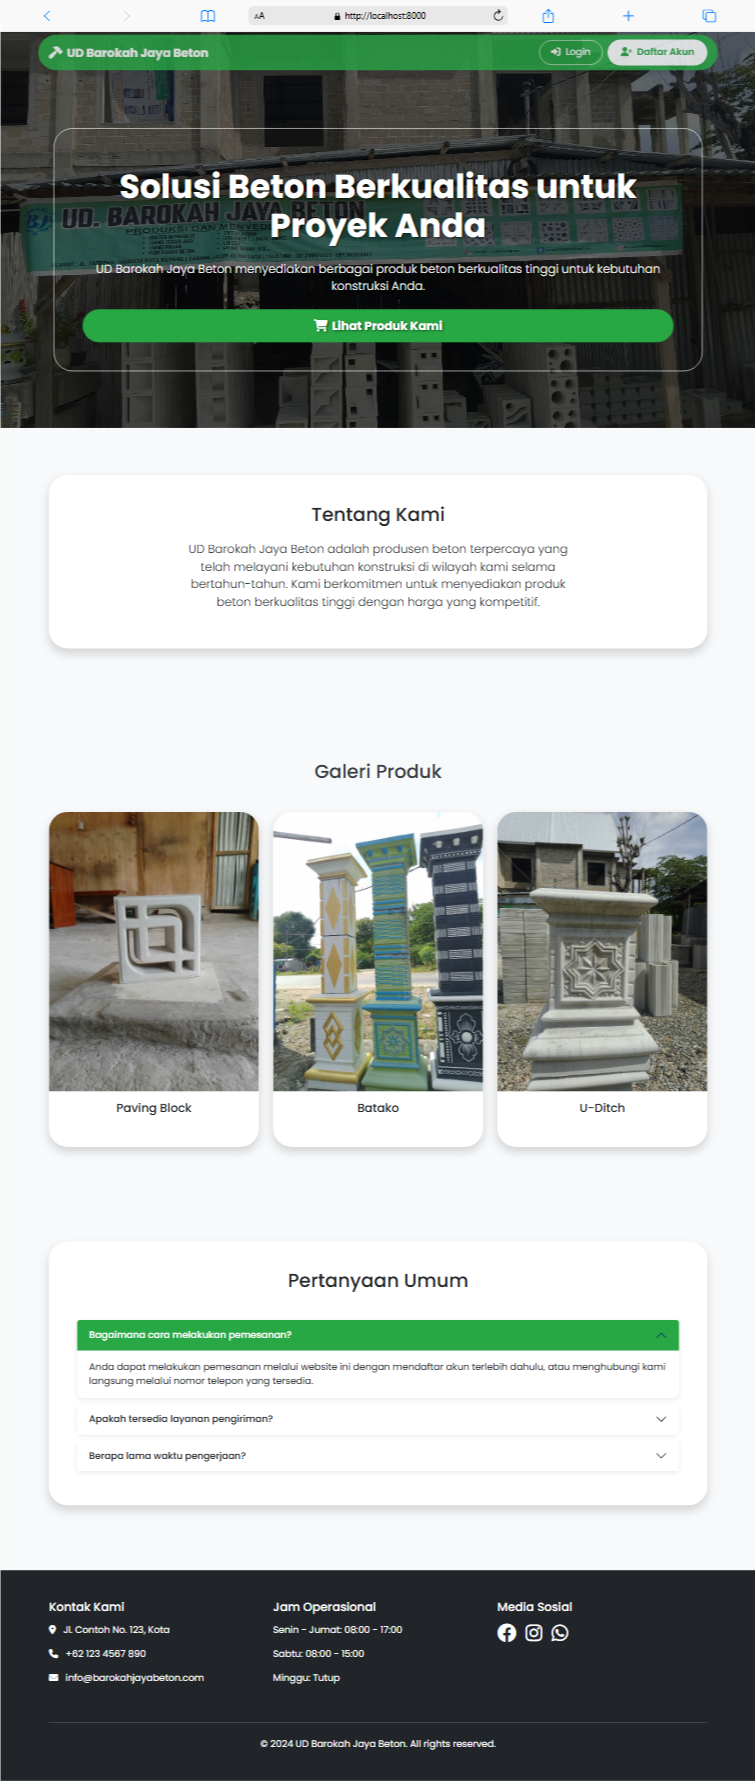 AA http://localhost:8000
UD Barokah Jaya Beton
Login
Daftar Akun
UD. BAROKAH JAYA BETON
PRODUKSI DAN MENYEDI
Solusi Beton Berkualitas untuk
Proyek Anda
UD Barokah Jaya Beton menyediakan berbagai produk beton berkualitas tinggi untuk kebutuhan
konstruksi Anda.
Lihat Produk Kami
Tentang Kami
UD Barokah Jaya Beton adalah produsen beton terpercaya yang
telah melayani kebutuhan konstruksi di wilayah kami selama
bertahun-tahun. Kami berkomitmen untuk menyediakan produk
beton berkualitas tinggi dengan harga yang kompetitif.
Galeri Produk
Paving Block
Batako
U-Ditch
Pertanyaan Umum
Bagaimana cara melakukan pemesanan?
Anda dapat melakukan pemesanan melalui website ini dengan mendaftar akun terlebih dahulu, atau menghubungi kami
langsung melalui nomor telepon yang tersedia.
Apakah tersedia layanan pengiriman?
Berapa lama waktu pengerjaan?
Kontak Kami
Jl. Contoh No. 123, Kota
+62 123 4567 890
info@barokahjayabeton.com
Jam Operasional
Senin - Jumat: 08:00 - 17:00
Sabtu: 08:00 - 15:00
Minggu: Tutup
Media Sosial
© 2024 UD Barokah Jaya Beton. All rights reserved.